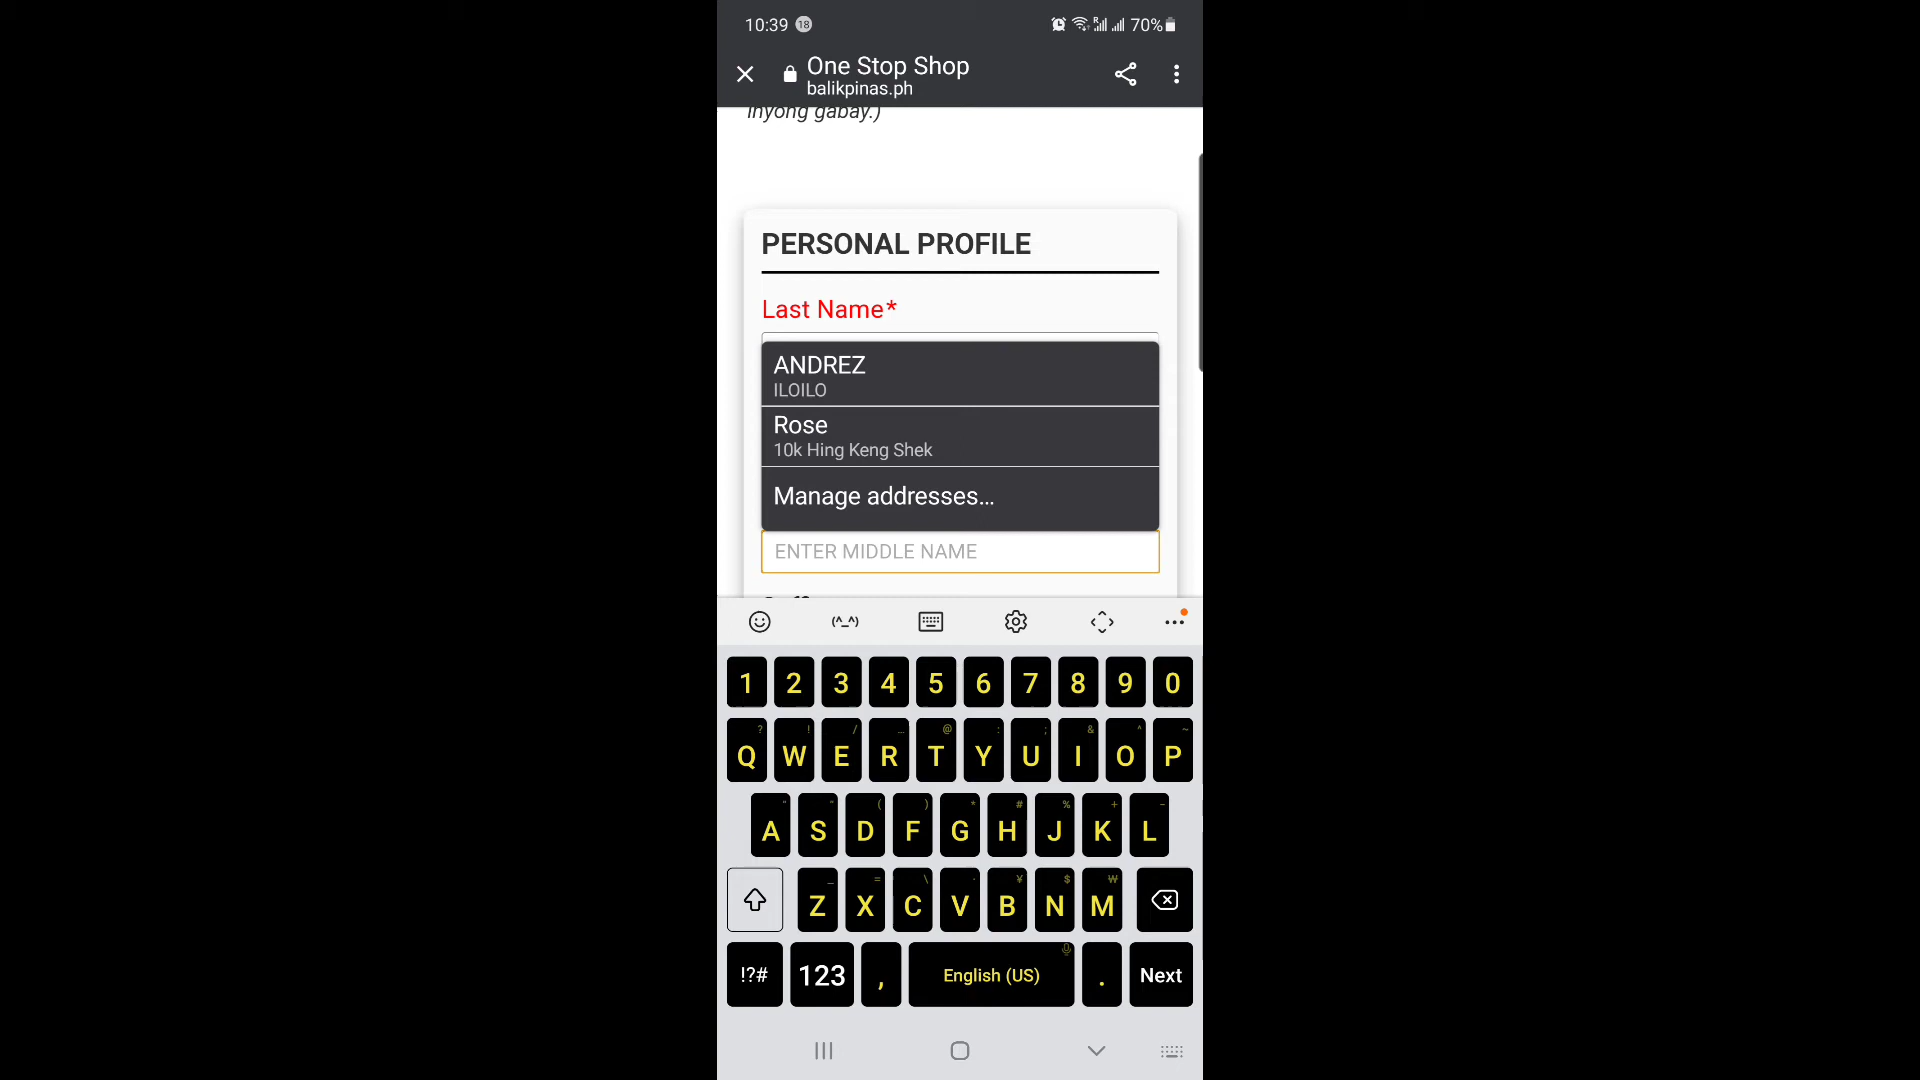 10:39 18 70%
One Stop Shop
balikpinas.ph
inyong gabay.)
PERSONAL PROFILE
Last Name*
ANDREZ
ILOILO
Rose
10k Hing Keng Shek
Manage addresses...
ENTER MIDDLE NAME
(^_^)
1 2 3 4 5 6 7 8 9 0
Q W E R T Y U I O P
A S D F G H J K L
Z X C V B N M
!?# 123 , English (US) . Next